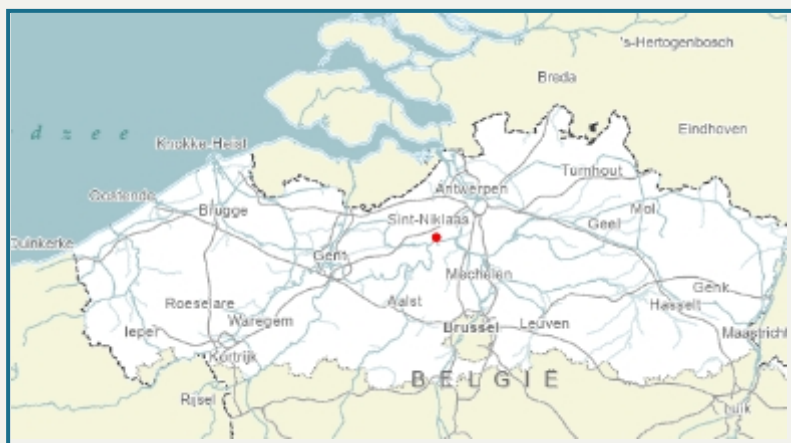 's-Hertogenbosch
Breda
Eindhoven
d z e e
Knokke-Heist
Turnhout
Antwerpen
Oostende
Brugge
Sint-Niklaas
Mol
Geel
Duinkerke
Gent
Mechelen
Genk
Roeselare
Aalst
Hasselt
Ieper
Waregem
Brussel
Leuven
Maastricht
Kortrijk
BELGIË
Rijsel
Luik